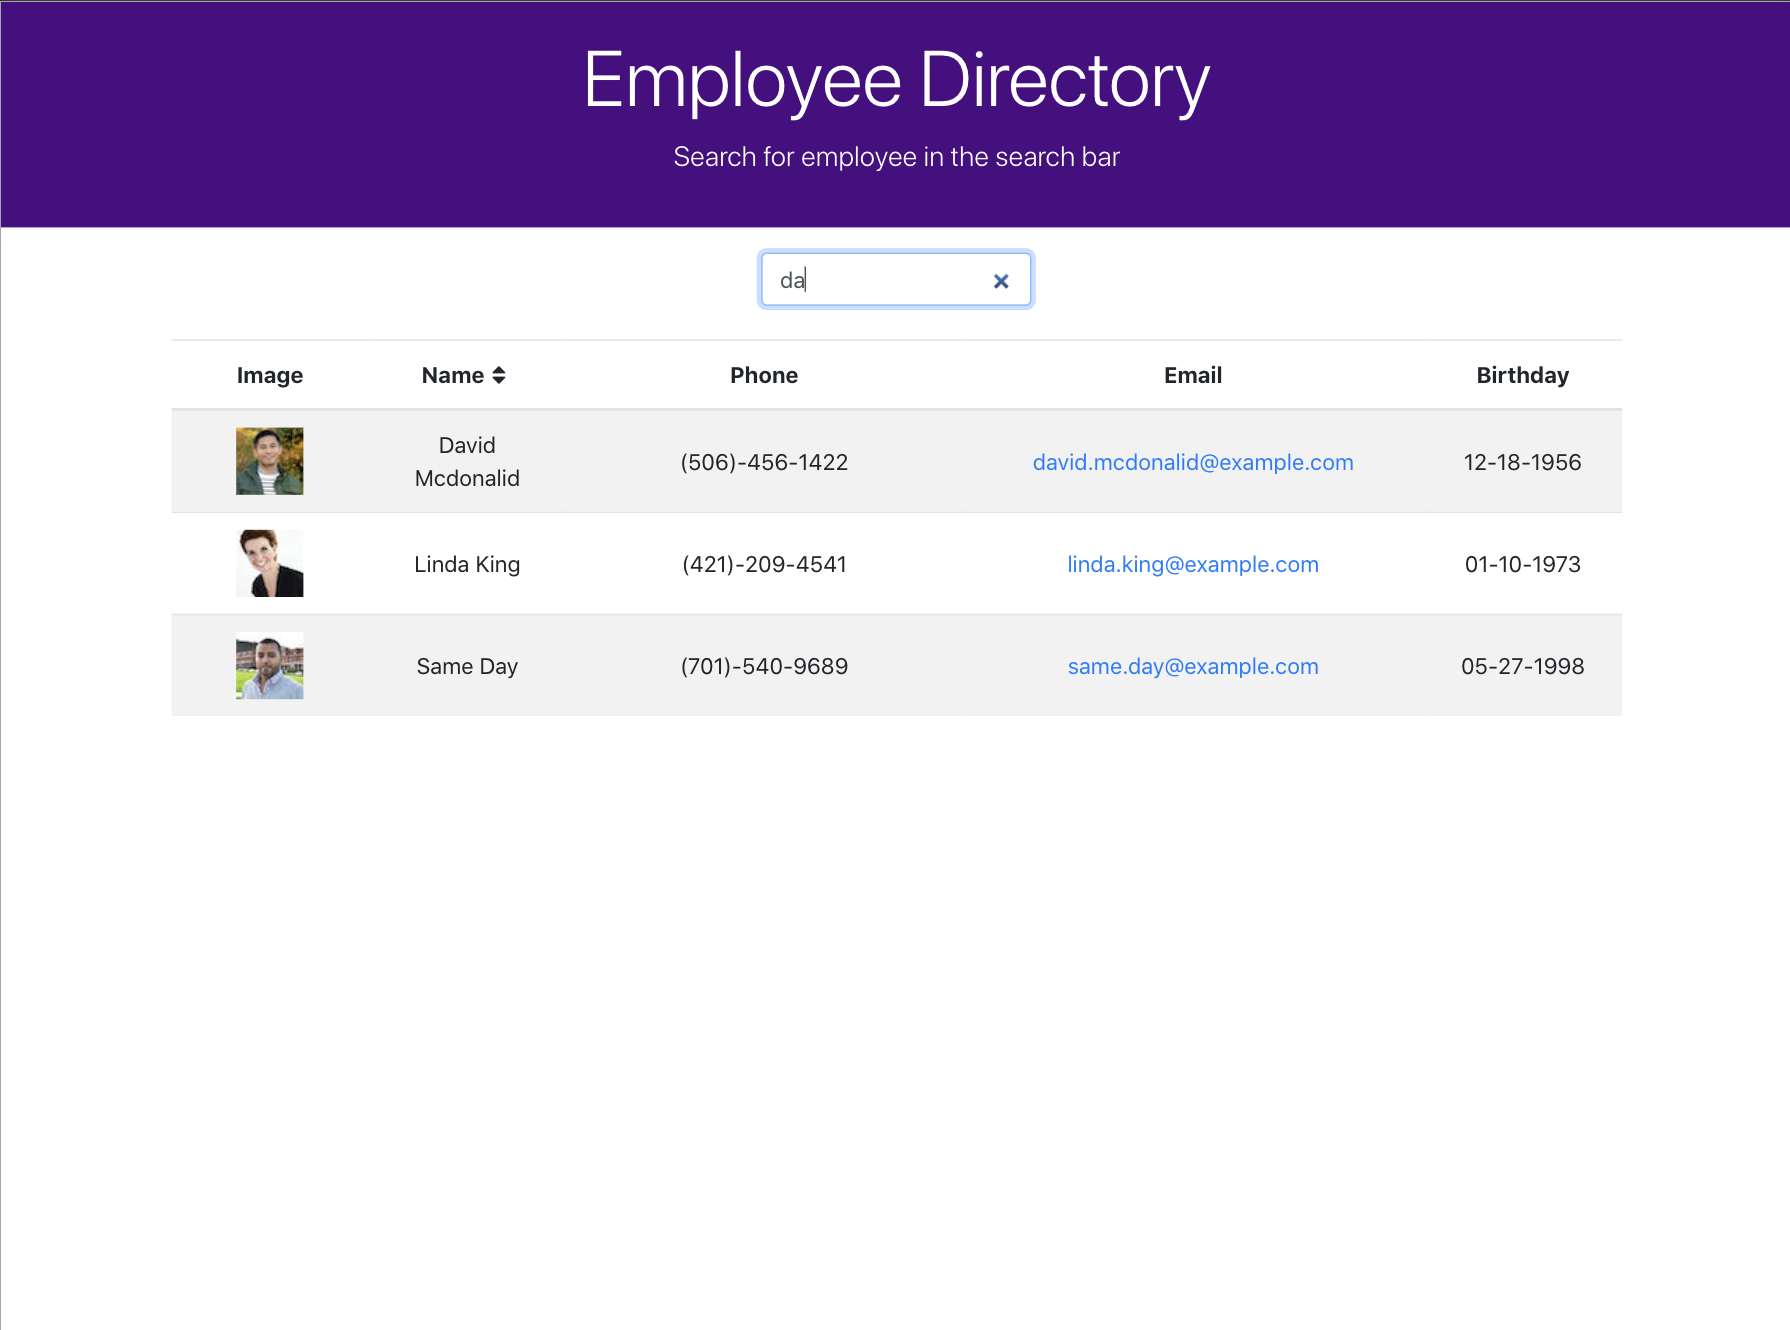 Employee Directory
Search for employee in the search bar
da
Image Name Phone Email Birthday
David
Mcdonalid (506)-456-1422 david.mcdonalid@example.com 12-18-1956
Linda King (421)-209-4541 linda.king@example.com 01-10-1973
Same Day (701)-540-9689 same.day@example.com 05-27-1998